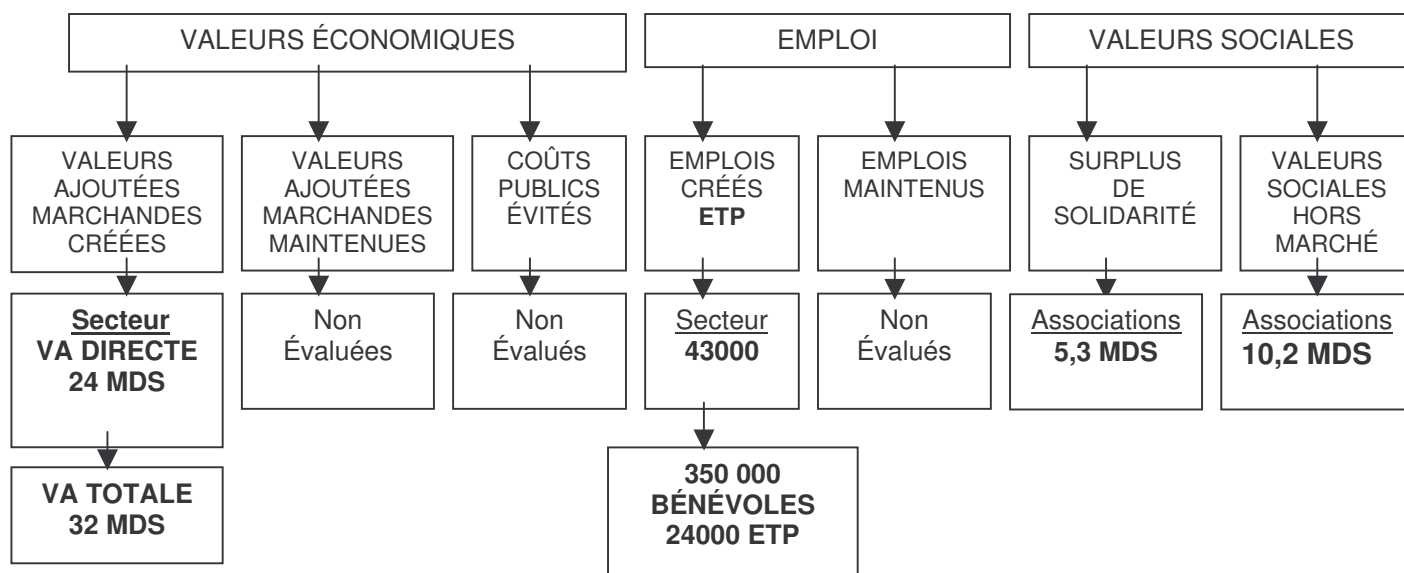 VALEURS ÉCONOMIQUES
EMPLOI
VALEURS SOCIALES
VALEURS
AJOUTÉES
MARCHANDES
CRÉÉES
VALEURS
AJOUTÉES
MARCHANDES
MAINTENUES
COÛTS
PUBLICS
ÉVITÉS
EMPLOIS
CRÉÉS
ETP
EMPLOIS
MAINTENUS
SURPLUS
DE
SOLIDARITÉ
VALEURS
SOCIALES
HORS
MARCHÉ
Secteur
VA DIRECTE
24 MDS
Non
Évaluées
Non
Évalués
Secteur
43000
Non
Évalués
Associations
5,3 MDS
Associations
10,2 MDS
VA TOTALE
32 MDS
350 000
BÉNÉVOLES
24000 ETP